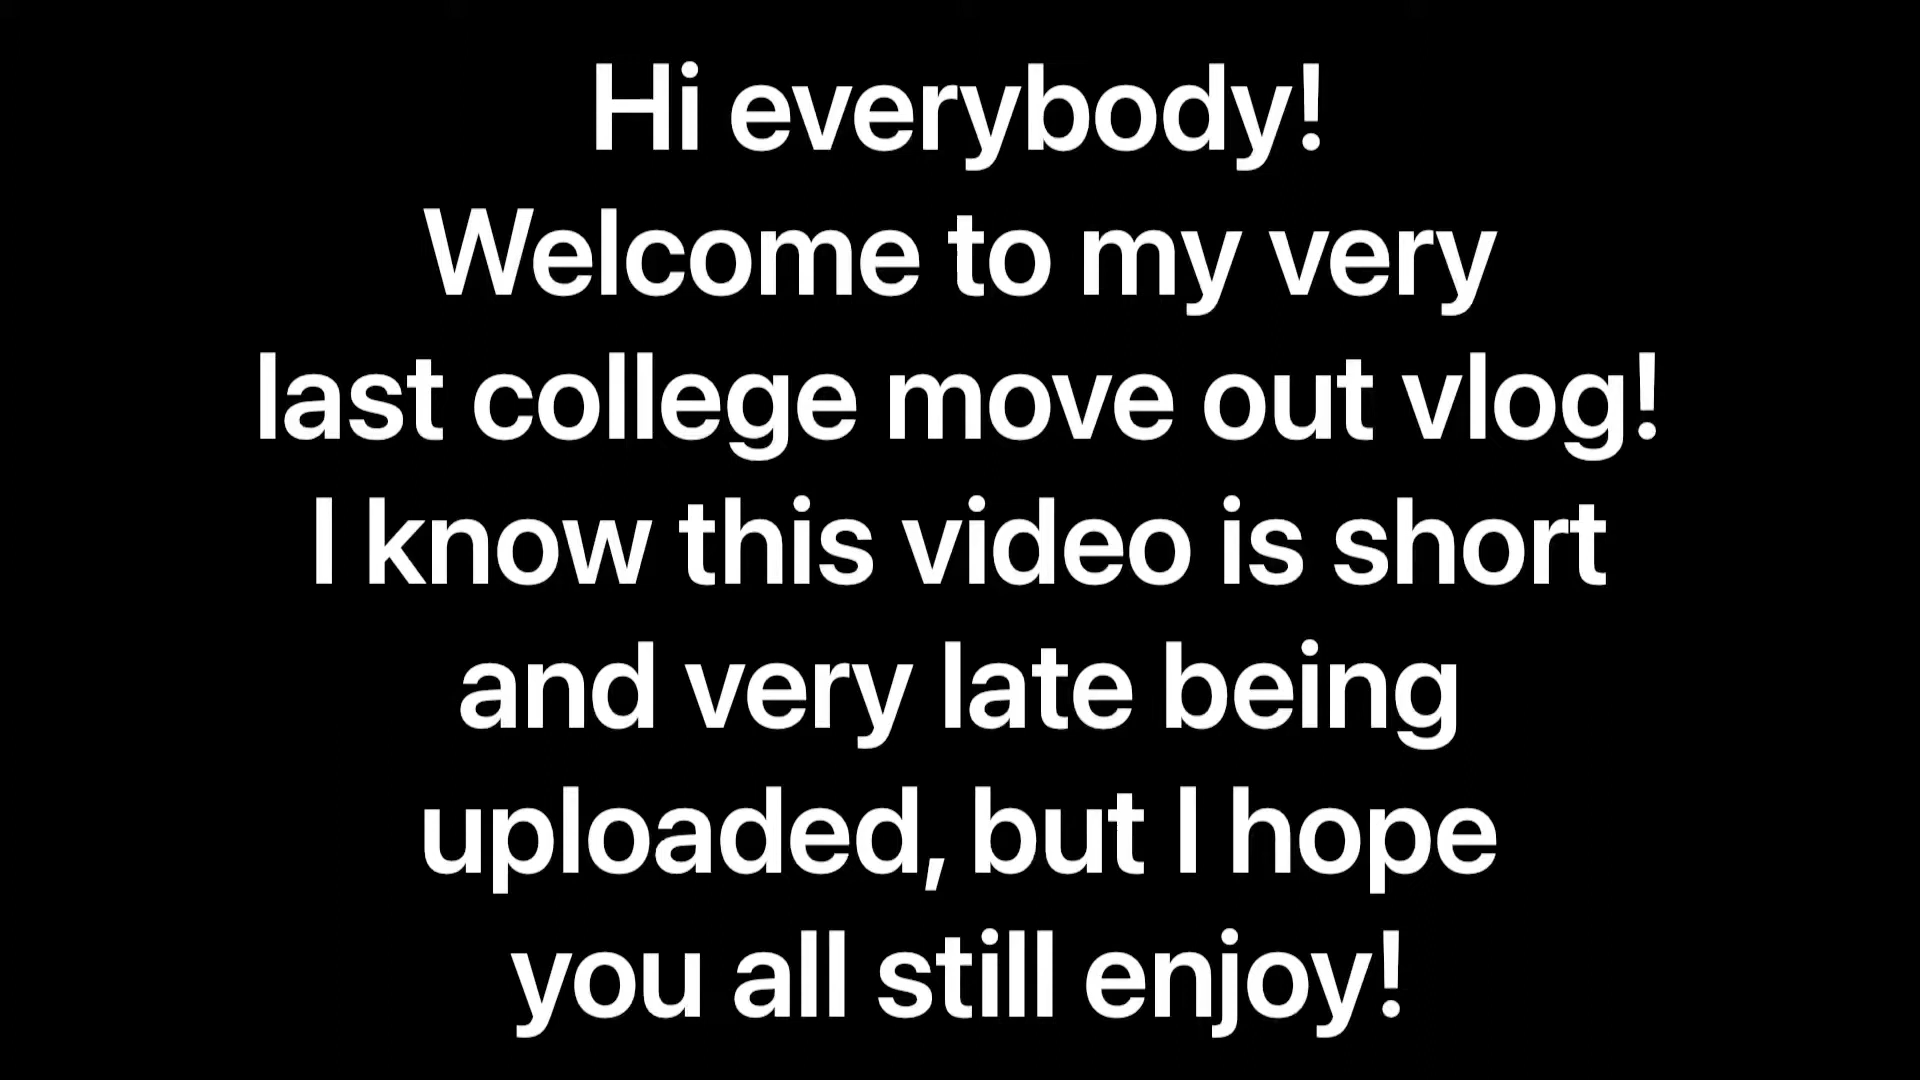 Hi everybody!
Welcome to my very
last college move out vlog!
I know this video is short
and very late being
uploaded, but I hope
you all still enjoy!